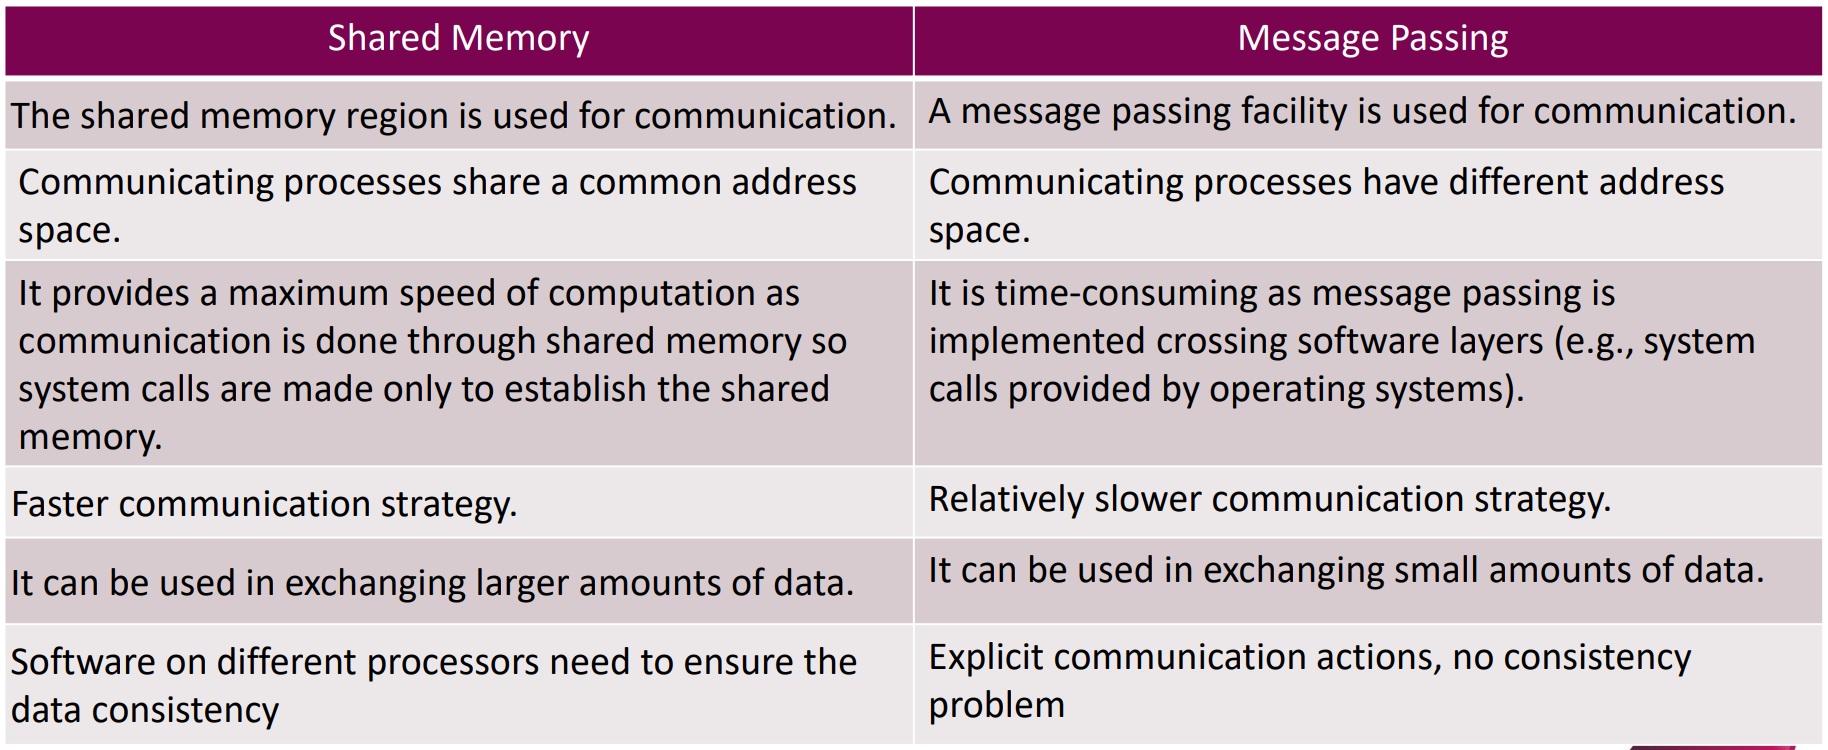 Shared Memory
Message Passing
The shared memory region is used for communication.
A message passing facility is used for communication.
Communicating processes share a common address
space.
Communicating processes have different address
space.
It provides a maximum speed of computation as
communication is done through shared memory so
system calls are made only to establish the shared
memory.
It is time-consuming as message passing is
implemented crossing software layers (e.g., system
calls provided by operating systems).
Faster communication strategy.
Relatively slower communication strategy.
It can be used in exchanging larger amounts of data.
It can be used in exchanging small amounts of data.
Software on different processors need to ensure the
data consistency
Explicit communication actions, no consistency
problem